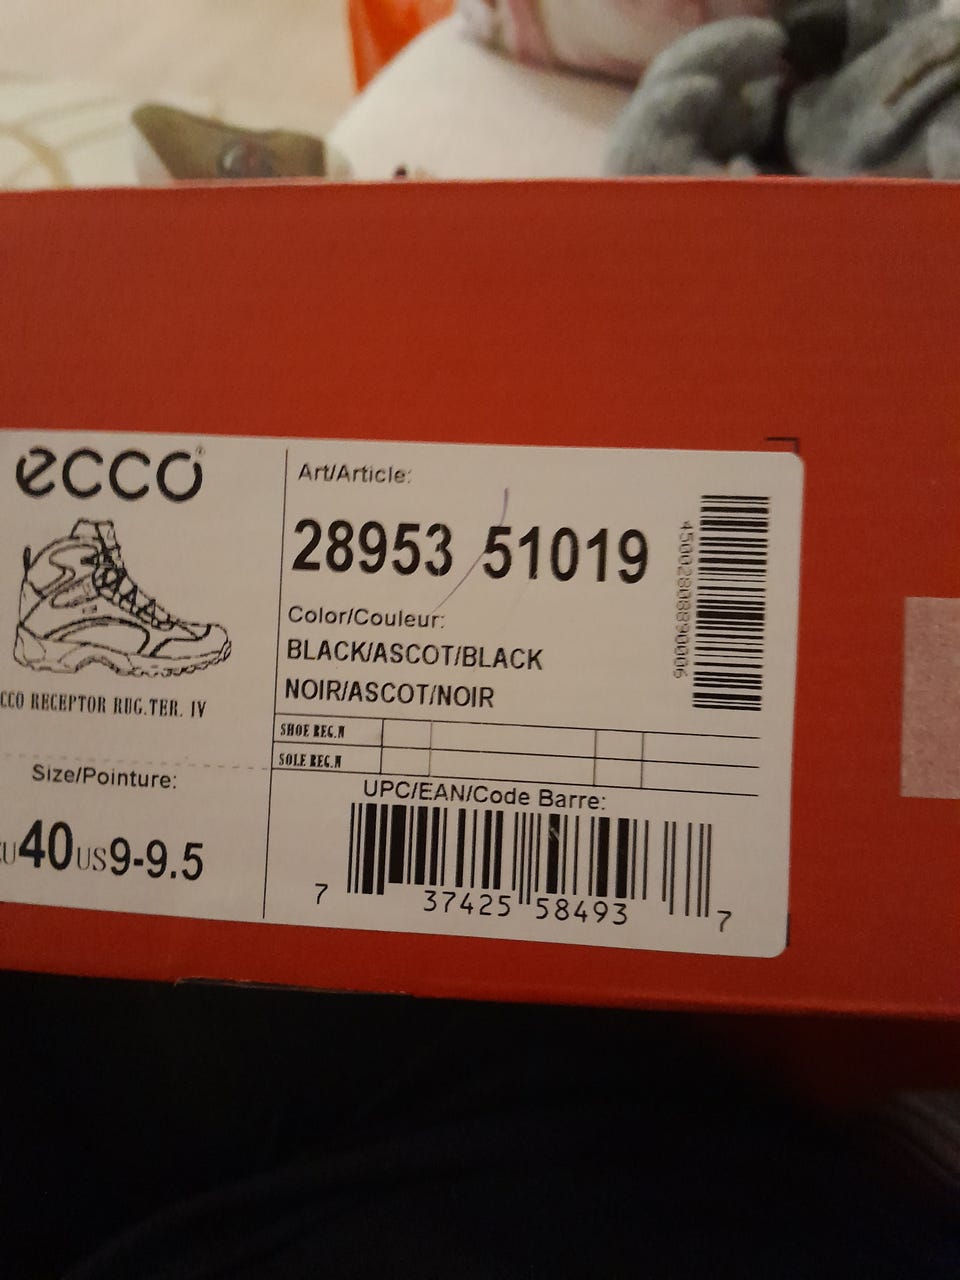 ecco®
CCO RECEPTOR RUG.TER. IV
Size/Pointure:
U40US9-9.5
Art/Article:
28953 51019
Color/Couleur:
BLACK/ASCOT/BLACK
NOIR/ASCOT/NOIR
SHOE REG.N
SOLE REG.N
UPC/EAN/Code Barre:
7 37425 58493 7